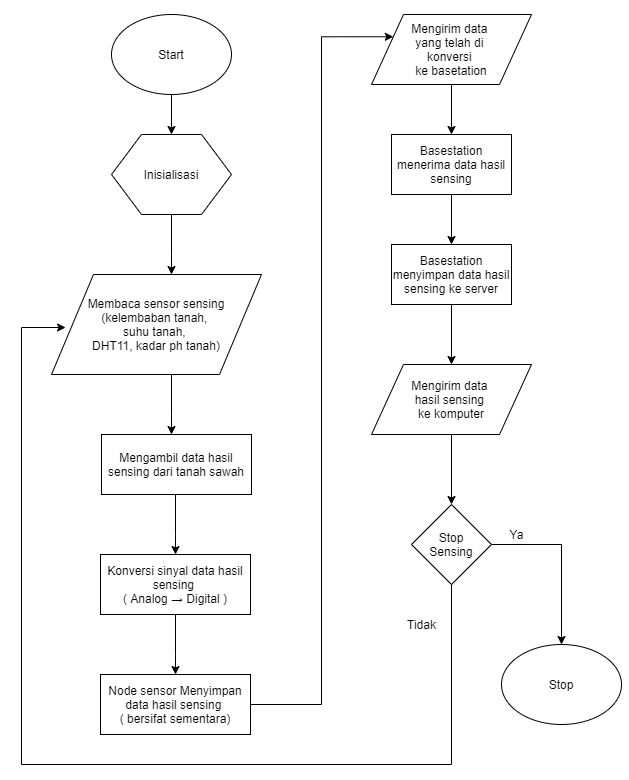 Start
Inisialisasi
Membaca sensor sensing
(kelembaban tanah,
suhu tanah,
DHT11, kadar ph tanah)
Mengambil data hasil
sensing dari tanah sawah
Konversi sinyal data hasil
sensing
( Analog → Digital )
Node sensor Menyimpan
data hasil sensing
( bersifat sementara)
Mengirim data
yang telah di
konversi
ke basetation
Basestation
menerima data hasil
sensing
Basestation
menyimpan data hasil
sensing ke server
Mengirim data
hasil sensing
ke komputer
Stop
Sensing
Ya
Tidak
Stop